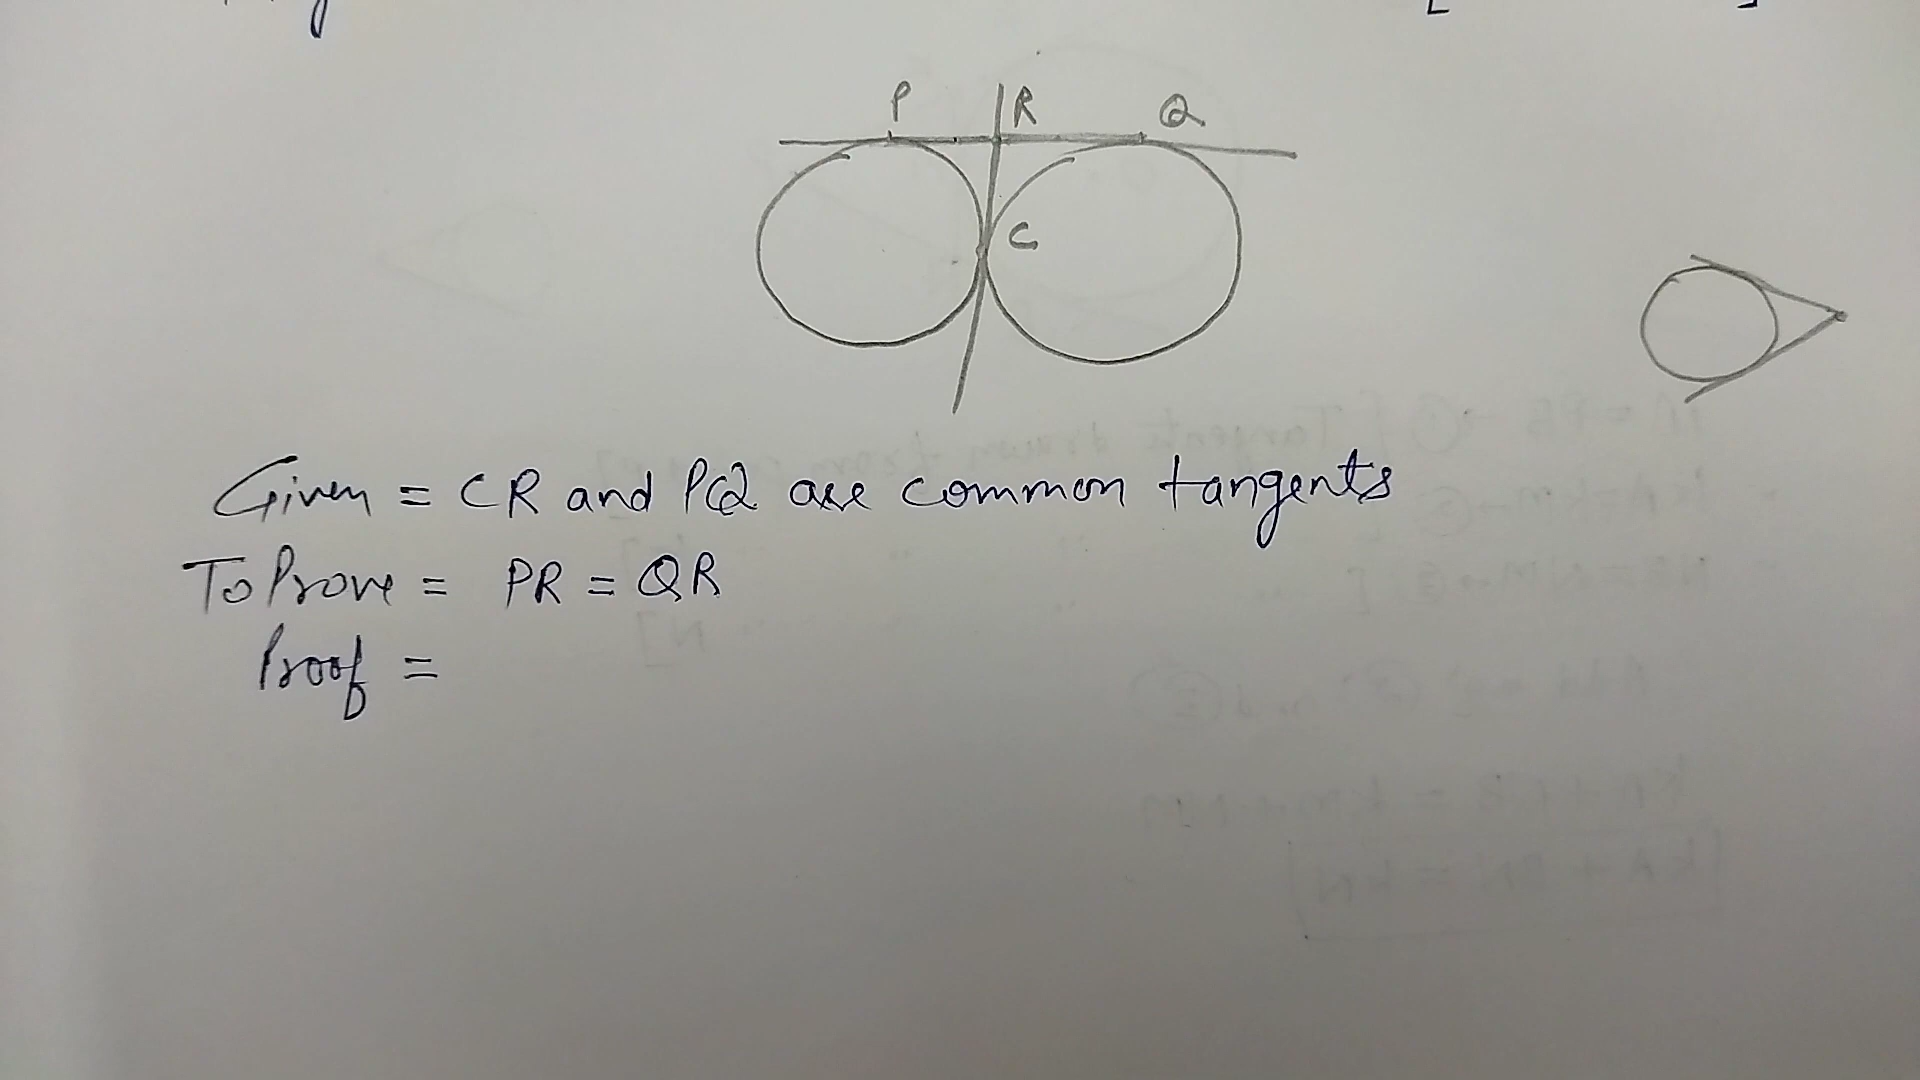 P R Q
C
Given = CR and PQ are common tangents
To Prove = PR = QR
Proof =